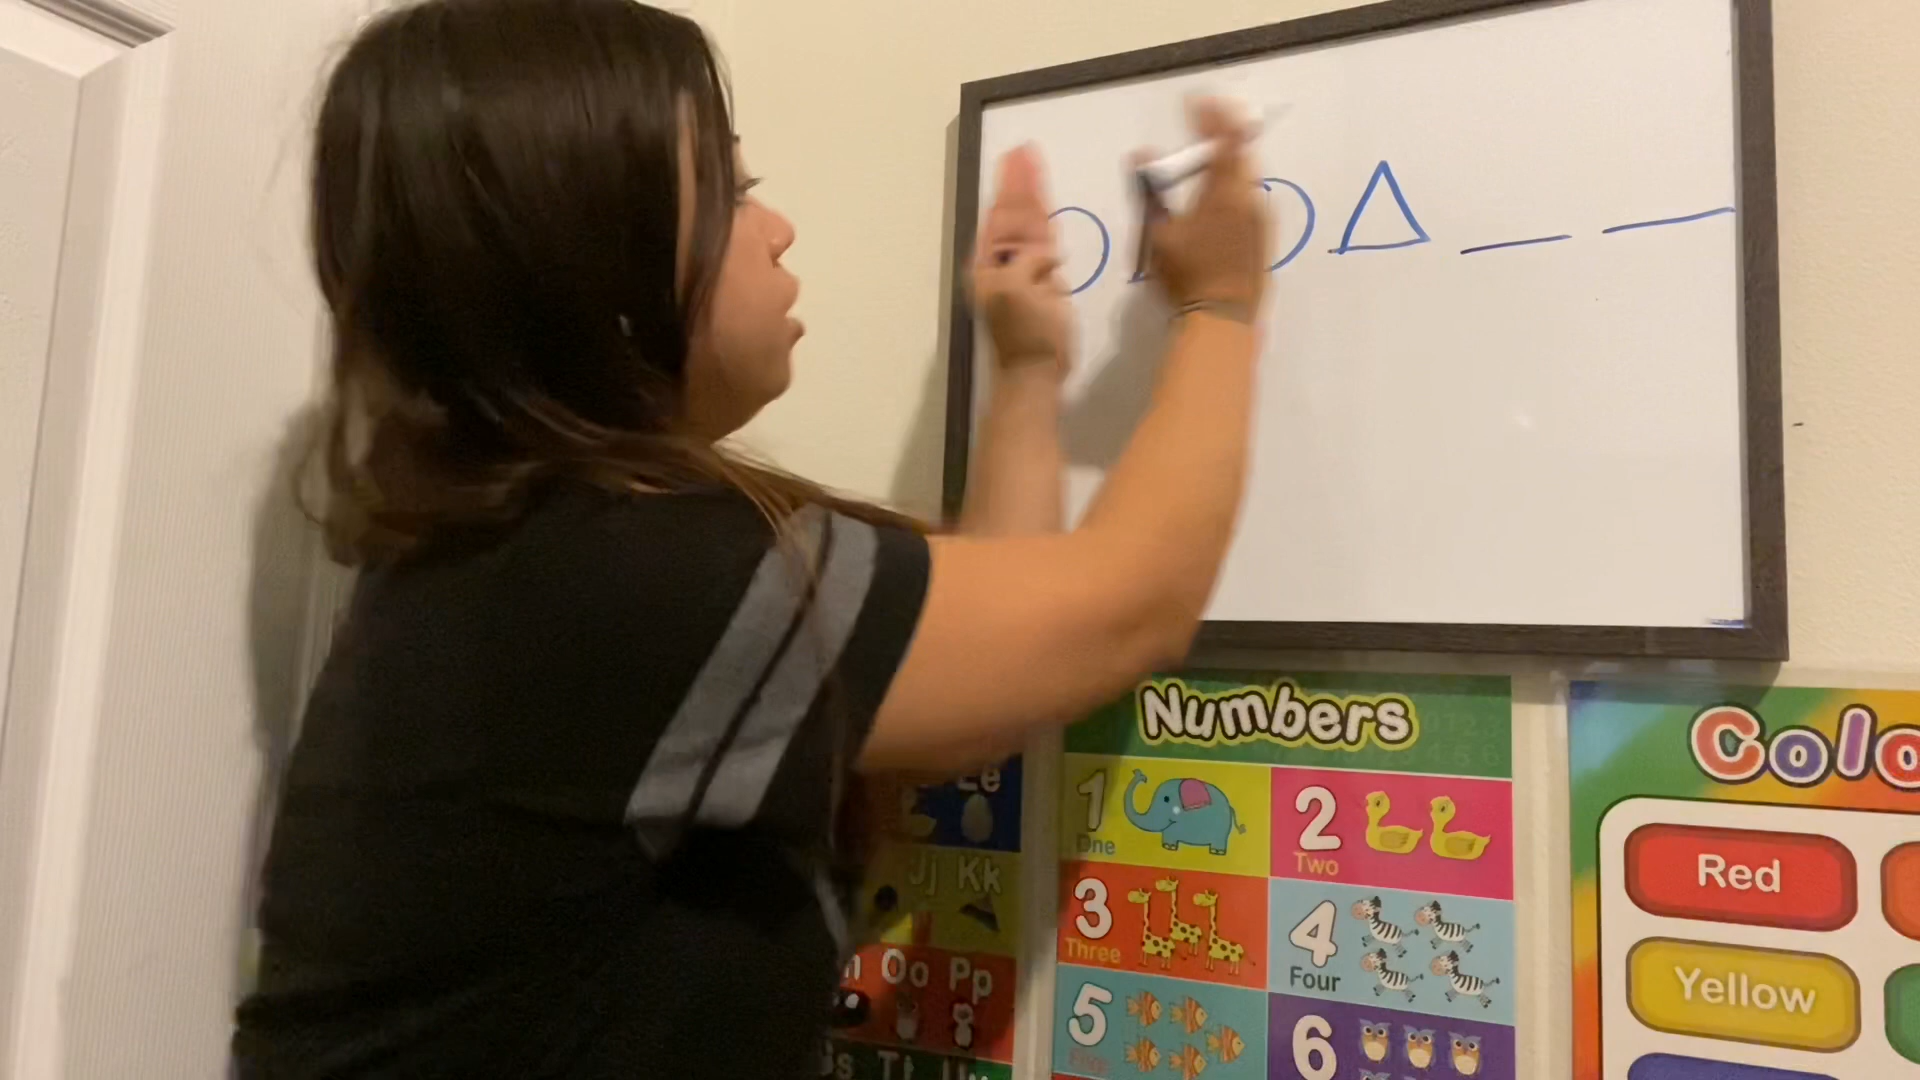 Numbers
Colo
1
One
2
Two
3
Three
4
Four
5
Five
6
Red
Yellow
Ee
Jj Kk
Oo Pp
Tt